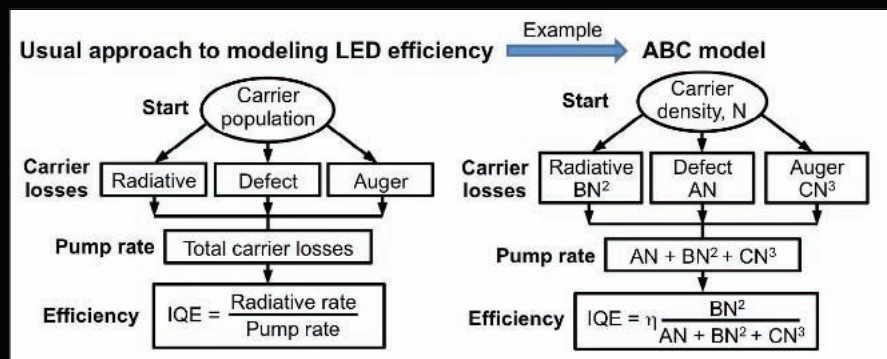 Usual approach to modeling LED efficiency
Example
ABC model
Start
Carrier
population
Carrier
losses
Radiative
Defect
Auger
Pump rate
Total carrier losses
Efficiency
IQE = Radiative rate
Pump rate
Start
Carrier
density, N
Carrier
losses
Radiative
BN²
Defect
AN
Auger
CN³
Pump rate
AN + BN² + CN³
Efficiency
IQE = η BN²
AN + BN² + CN³